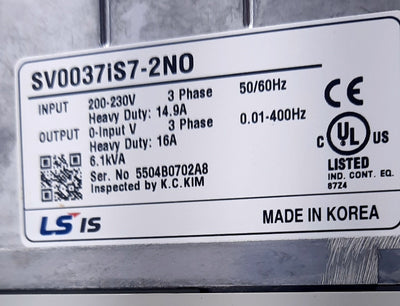 SV0037iS7-2NO
INPUT 200-230V 3 Phase 50/60Hz
Heavy Duty: 14.9A
OUTPUT 0-Input V 3 Phase 0.01-400Hz
Heavy Duty: 16A
6.1kVA
Ser. No 5504B0702A8
Inspected by K.C.KIM
CE
C UL US
LISTED
IND. CONT. EQ.
87Z4
LS IS
MADE IN KOREA